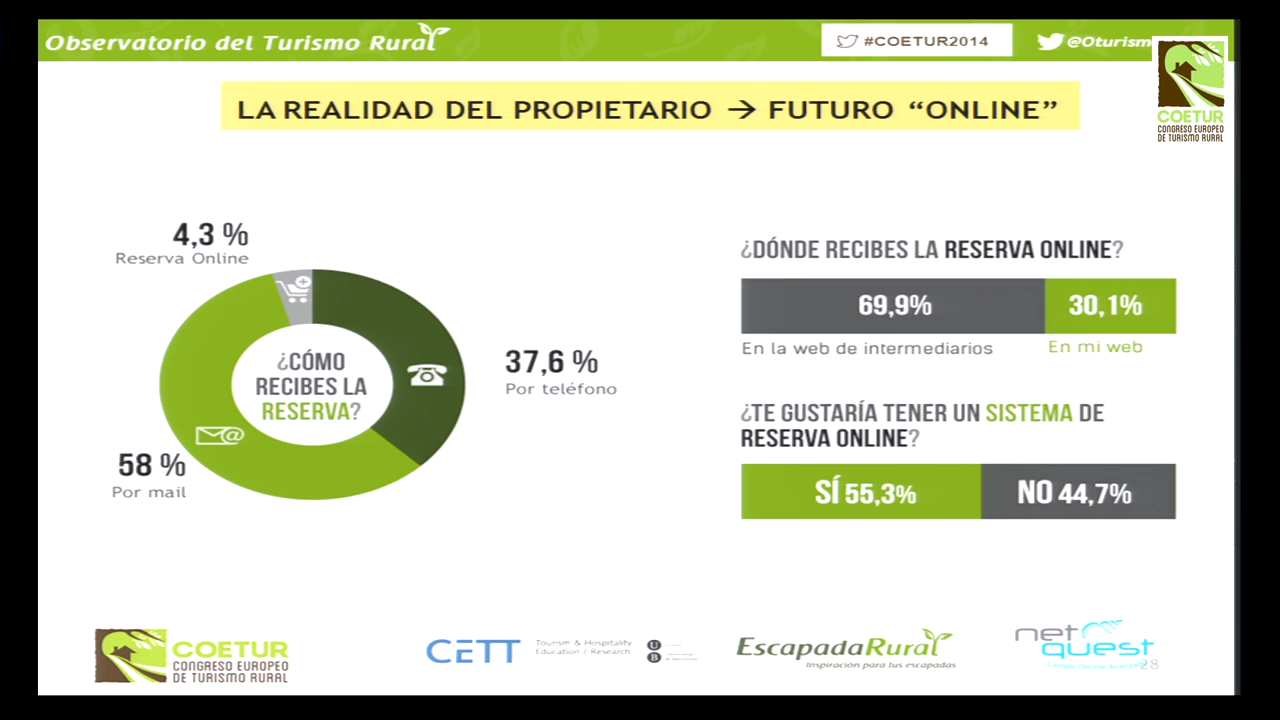 Observatorio del Turismo Rural
#COETUR2014
@Oturism
COETUR
CONGRESO EUROPEO
DE TURISMO RURAL
LA REALIDAD DEL PROPIETARIO → FUTURO “ONLINE”
4,3 %
Reserva Online
¿CÓMO
RECIBES LA
RESERVA?
37,6 %
Por teléfono
58 %
Por mail
¿DÓNDE RECIBES LA RESERVA ONLINE?
69,9% 30,1%
En la web de intermediarios En mi web
¿TE GUSTARÍA TENER UN SISTEMA DE
RESERVA ONLINE?
SÍ 55,3% NO 44,7%
COETUR
CONGRESO EUROPEO
DE TURISMO RURAL
CETT
Tourism & Hospitality
Education / Research
U
B
EscapadaRural
Inspiración para tus escapadas
net
quest
28